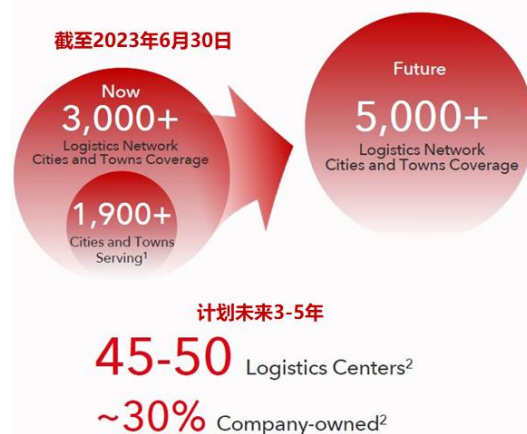 截至2023年6月30日
Now
3,000+
Logistics Network
Cities and Towns Coverage
1,900+
Cities and Towns
Serving¹
Future
5,000+
Logistics Network
Cities and Towns Coverage
计划未来3-5年
45-50 Logistics Centers²
~30% Company-owned²